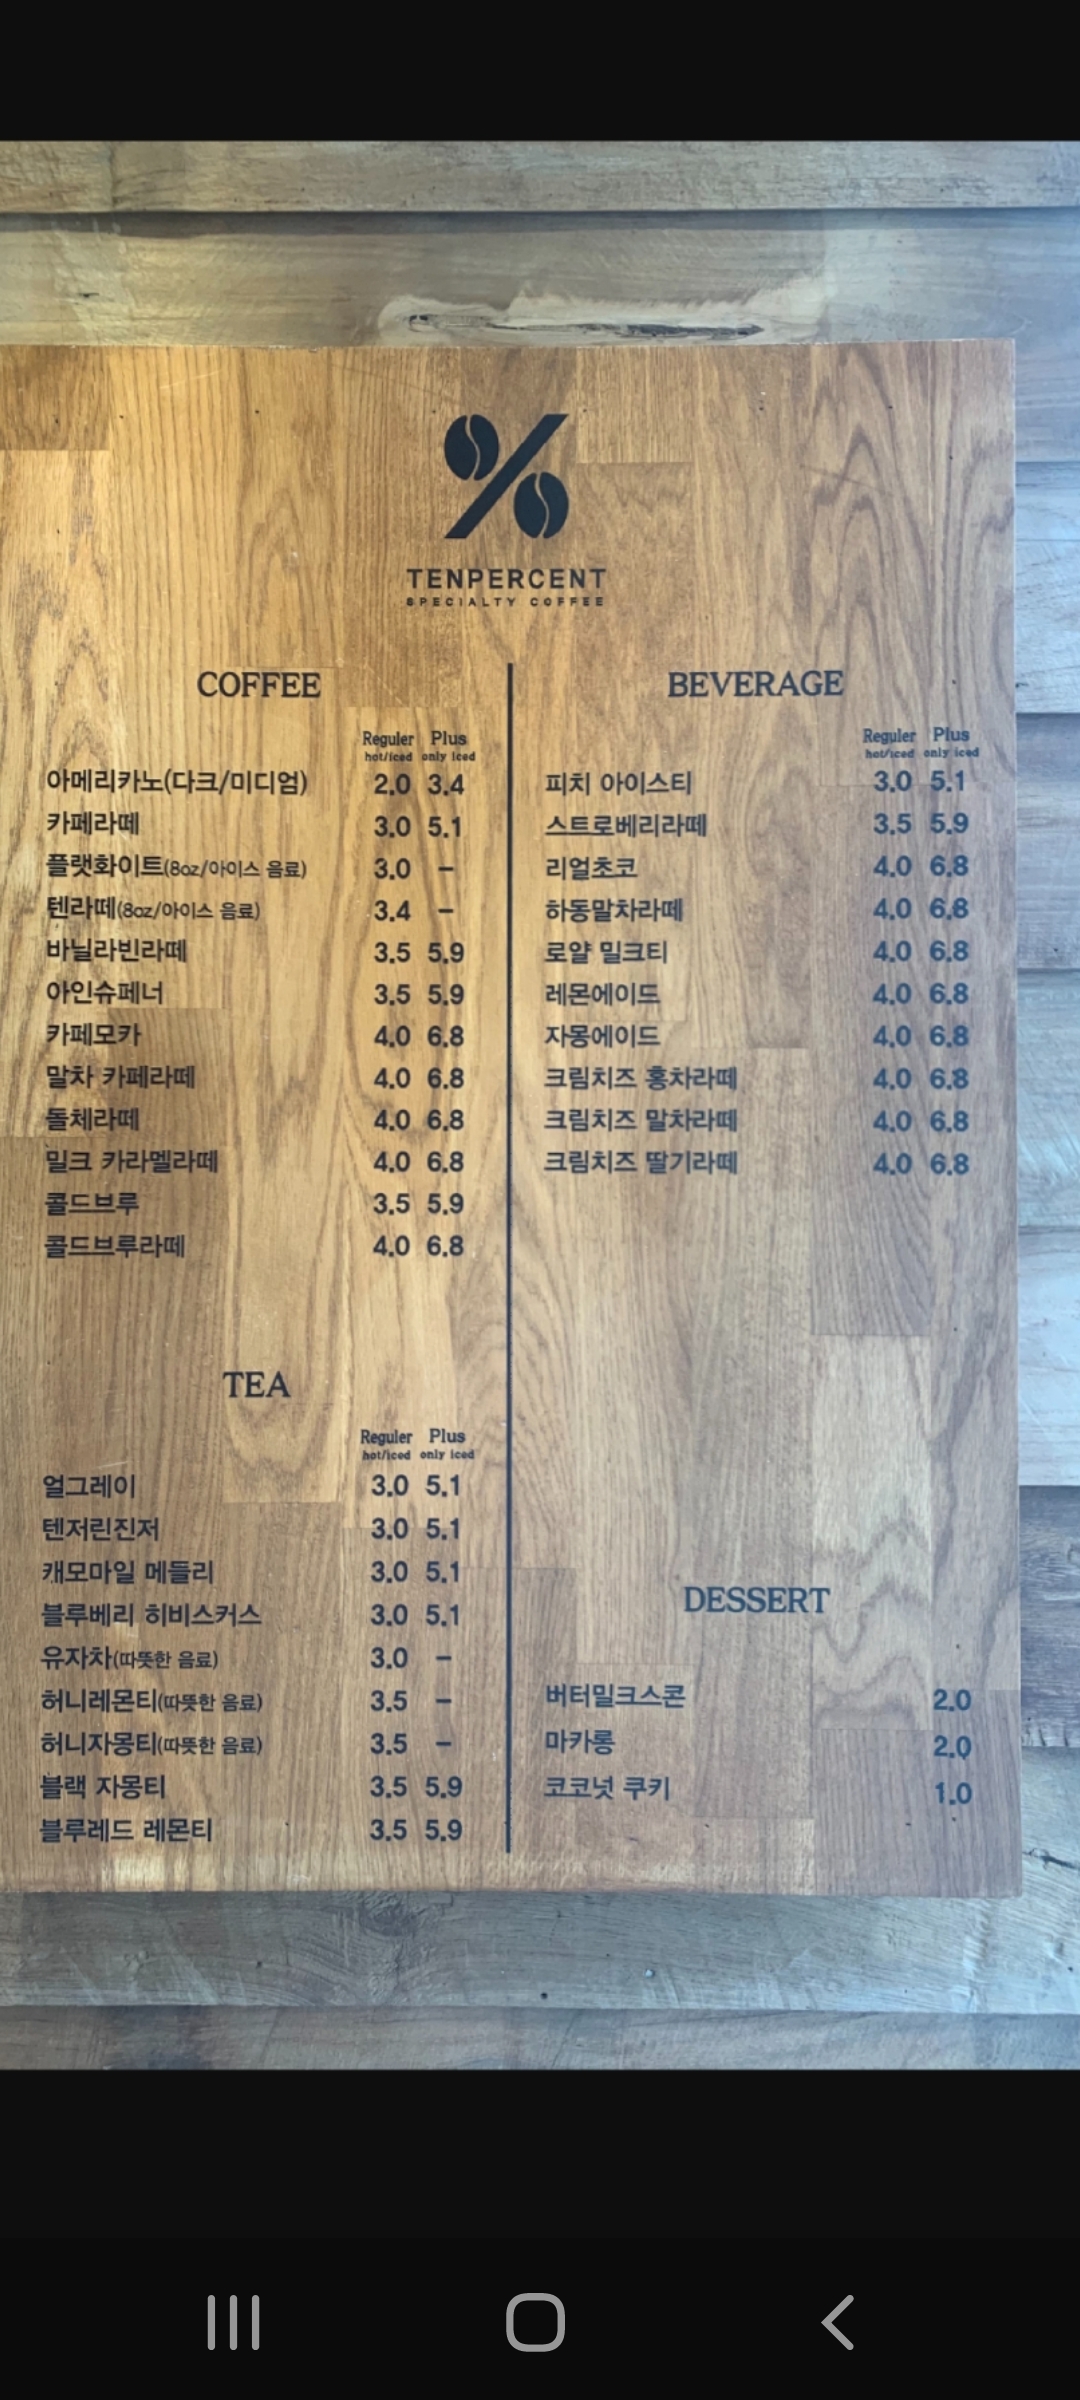 TENPERCENT
SPECIALTY COFFEE
COFFEE
Reguler Plus
hot/iced only iced
아메리카노(다크/미디엄) 2.0 3.4
카페라떼 3.0 5.1
플랫화이트(8oz/아이스 음료) 3.0 –
텐라떼(8oz/아이스 음료) 3.4 –
바닐라빈라떼 3.5 5.9
아인슈페너 3.5 5.9
카페모카 4.0 6.8
말차 카페라떼 4.0 6.8
돌체라떼 4.0 6.8
밀크 카라멜라떼 4.0 6.8
콜드브루 3.5 5.9
콜드브루라떼 4.0 6.8
TEA
Reguler Plus
hot/iced only iced
얼그레이 3.0 5.1
텐저린진저 3.0 5.1
캐모마일 메들리 3.0 5.1
블루베리 히비스커스 3.0 5.1
유자차(따뜻한 음료) 3.0 –
허니레몬티(따뜻한 음료) 3.5 –
허니자몽티(따뜻한 음료) 3.5 –
블랙 자몽티 3.5 5.9
블루레드 레몬티 3.5 5.9
BEVERAGE
Reguler Plus
hot/iced only iced
피치 아이스티 3.0 5.1
스트로베리라떼 3.5 5.9
리얼초코 4.0 6.8
하동말차라떼 4.0 6.8
로얄 밀크티 4.0 6.8
레몬에이드 4.0 6.8
자몽에이드 4.0 6.8
크림치즈 홍차라떼 4.0 6.8
크림치즈 말차라떼 4.0 6.8
크림치즈 딸기라떼 4.0 6.8
DESSERT
버터밀크스콘 2.0
마카롱 2.0
코코넛 쿠키 1.0